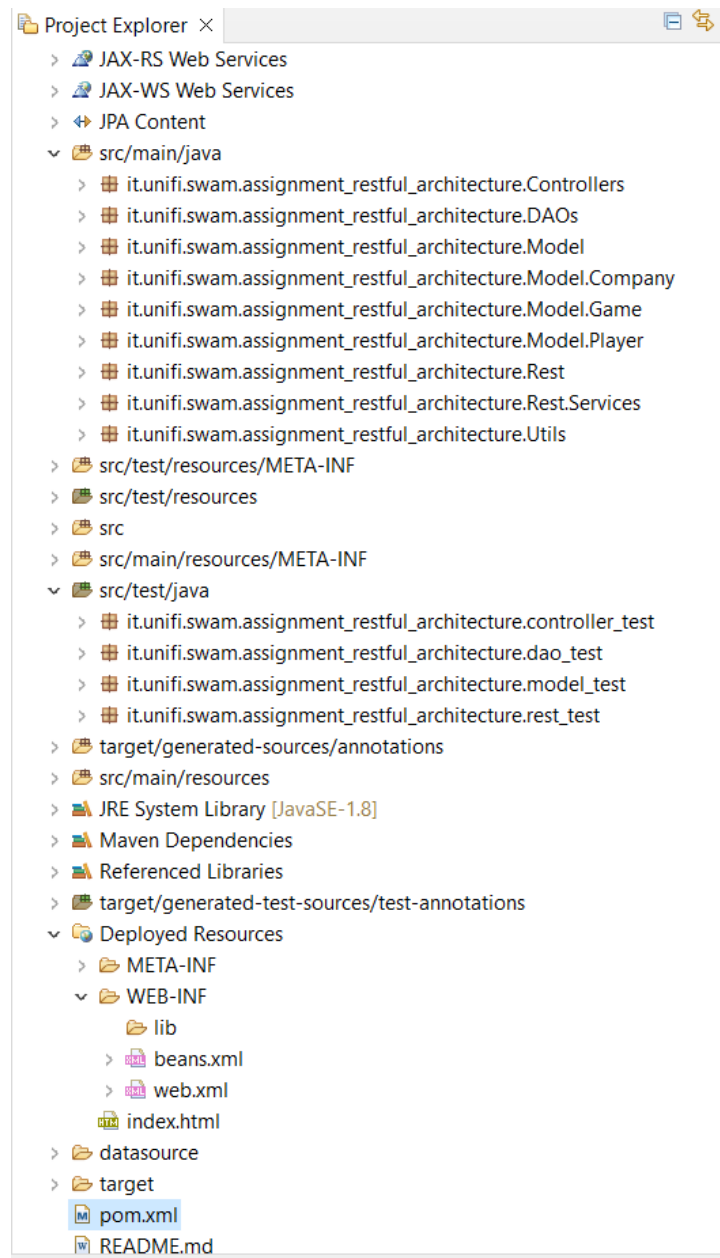 Project Explorer
JAX-RS Web Services
JAX-WS Web Services
JPA Content
src/main/java
it.unifi.swam.assignment_restful_architecture.Controllers
it.unifi.swam.assignment_restful_architecture.DAOs
it.unifi.swam.assignment_restful_architecture.Model
it.unifi.swam.assignment_restful_architecture.Model.Company
it.unifi.swam.assignment_restful_architecture.Model.Game
it.unifi.swam.assignment_restful_architecture.Model.Player
it.unifi.swam.assignment_restful_architecture.Rest
it.unifi.swam.assignment_restful_architecture.Rest.Services
it.unifi.swam.assignment_restful_architecture.Utils
src/test/resources/META-INF
src/test/resources
src
src/main/resources/META-INF
src/test/java
it.unifi.swam.assignment_restful_architecture.controller_test
it.unifi.swam.assignment_restful_architecture.dao_test
it.unifi.swam.assignment_restful_architecture.model_test
it.unifi.swam.assignment_restful_architecture.rest_test
target/generated-sources/annotations
src/main/resources
JRE System Library [JavaSE-1.8]
Maven Dependencies
Referenced Libraries
target/generated-test-sources/test-annotations
Deployed Resources
META-INF
WEB-INF
lib
beans.xml
web.xml
index.html
datasource
target
pom.xml
README.md